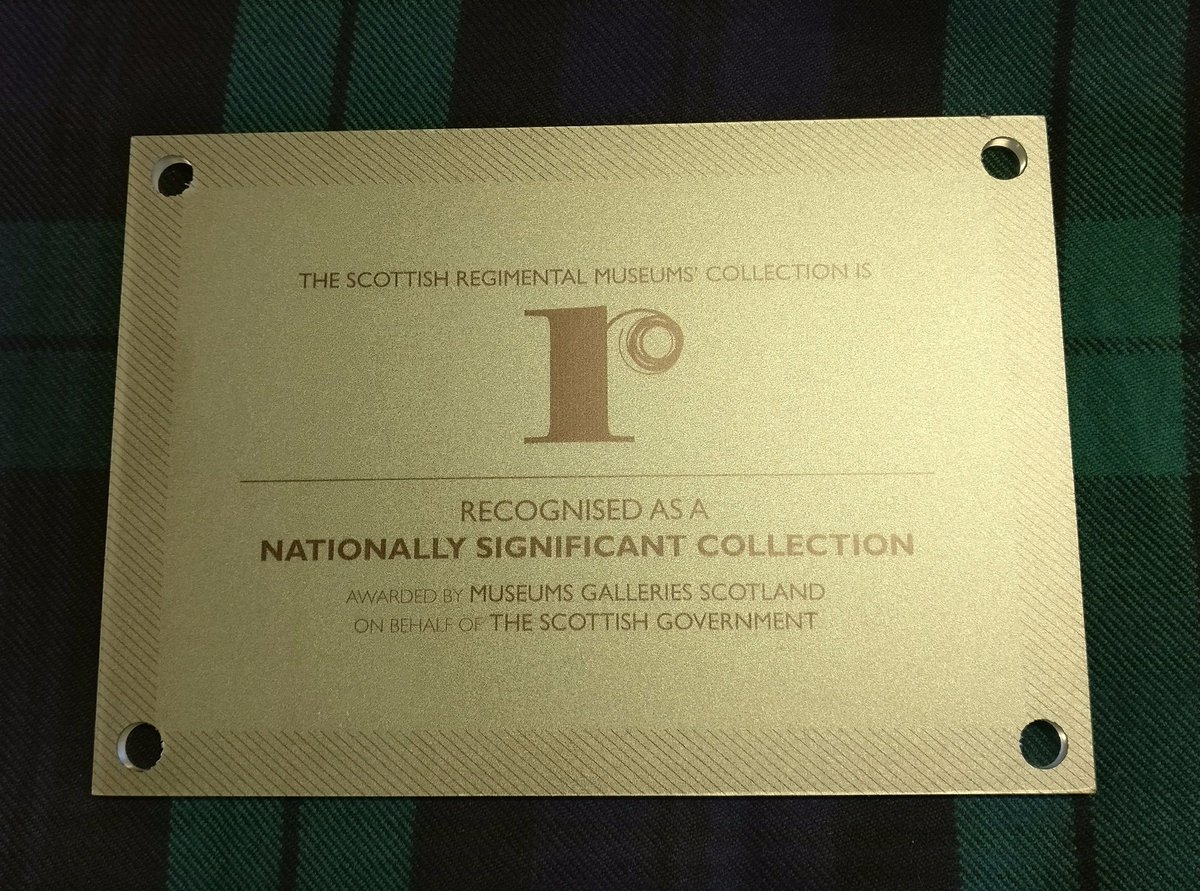 THE SCOTTISH REGIMENTAL MUSEUMS' COLLECTION IS
r
RECOGNISED AS A
NATIONALLY SIGNIFICANT COLLECTION
AWARDED BY MUSEUMS GALLERIES SCOTLAND
ON BEHALF OF THE SCOTTISH GOVERNMENT